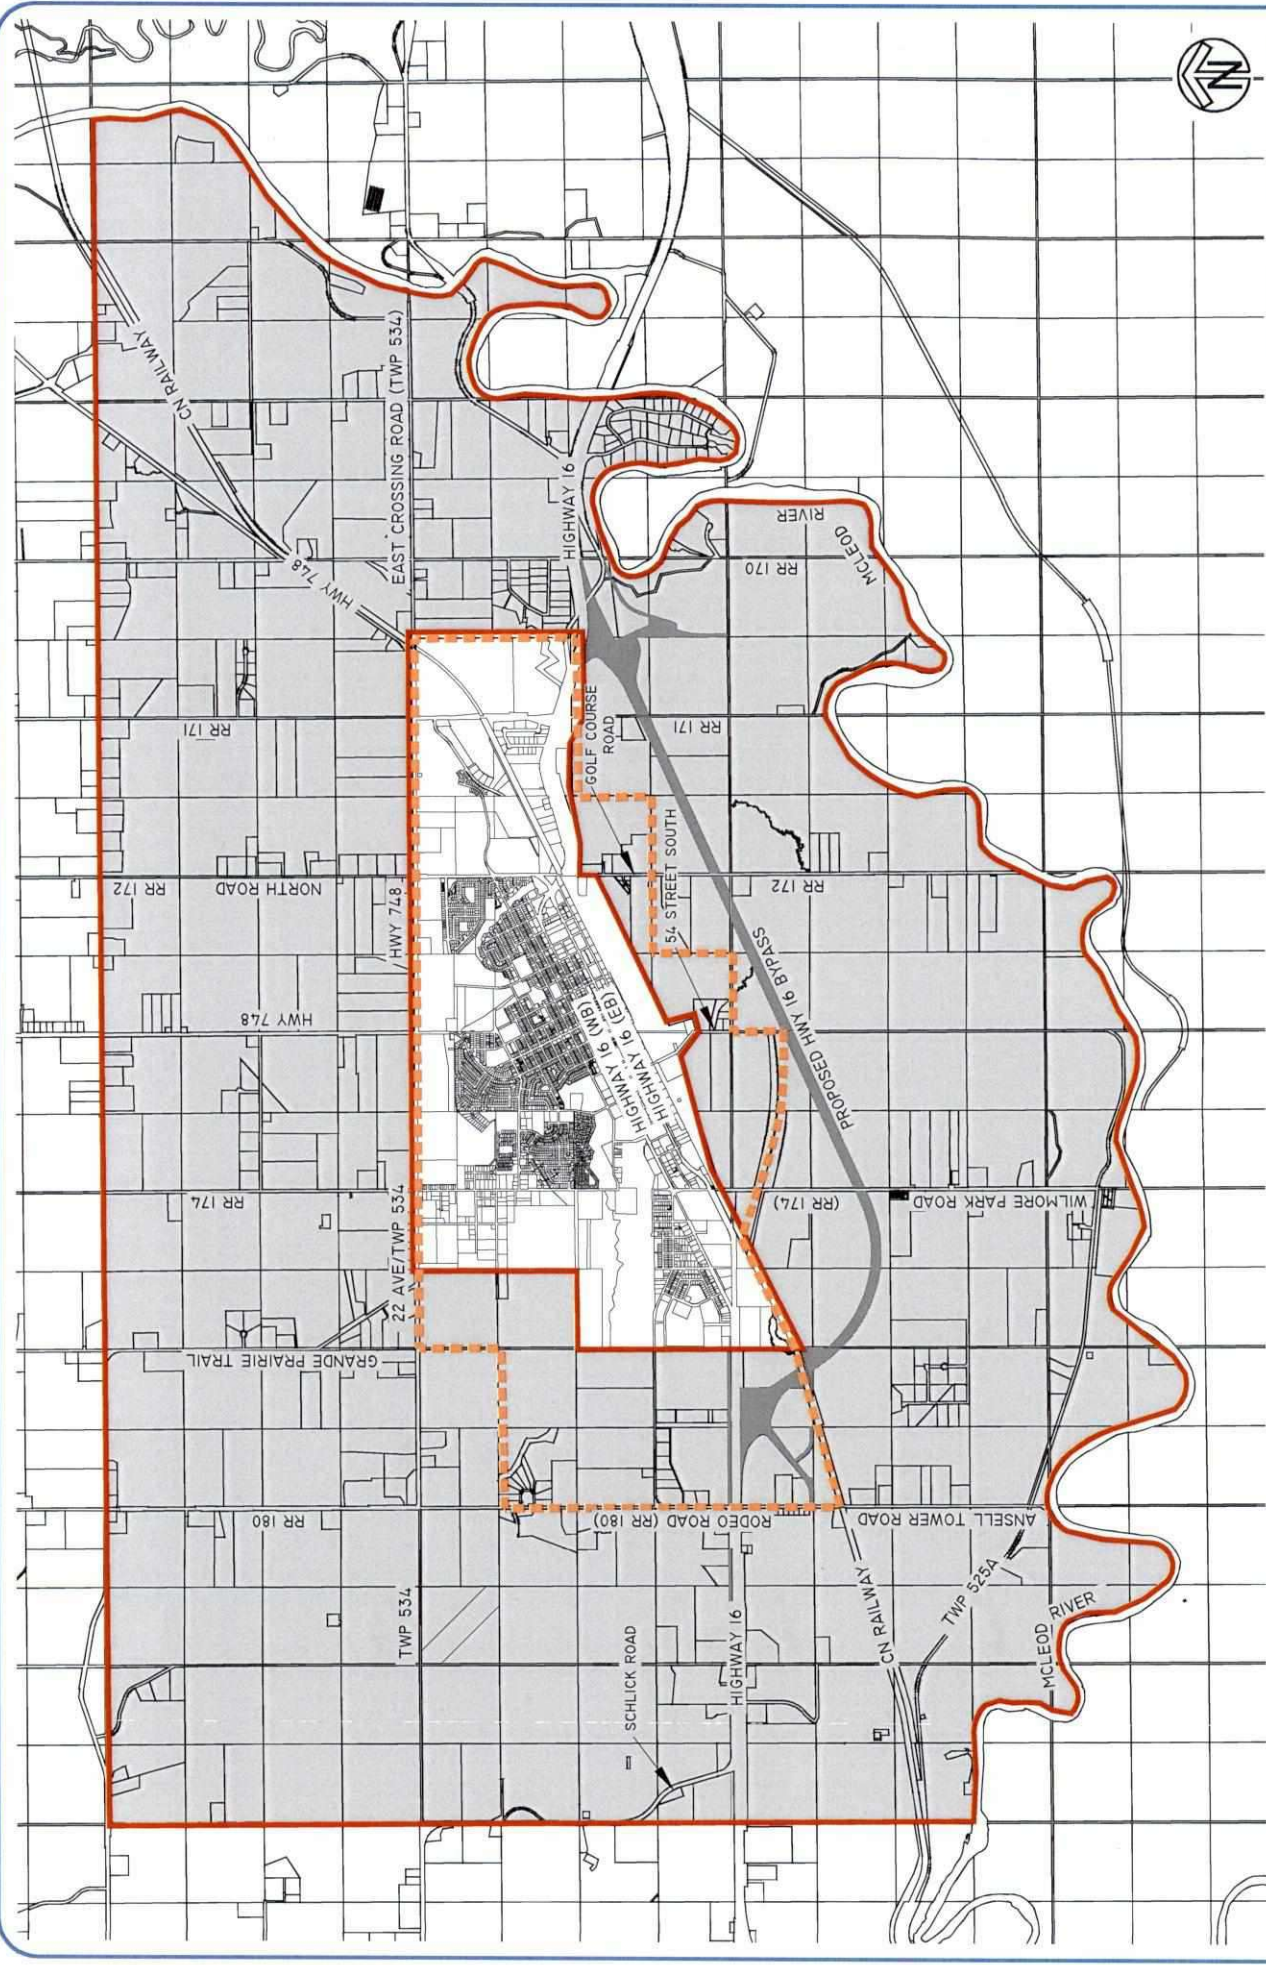 N
CN RAILWAY
EAST CROSSING ROAD (TWP 534)
HIGHWAY 16
RIVER
MCLEOD
RR 170
HWY 748
RR 171
GOLF COURSE
ROAD
RR 171
54 STREET SOUTH
RR 172
NORTH ROAD
HWY 748
RR 172
HWY 748
HIGHWAY 16 (WB)
HIGHWAY 16 (EB)
PROPOSED HWY 16 BYPASS
RR 174
22 AVE/TWP 534
(RR 174)
WILMORE PARK ROAD
GRANDE PRAIRIE TRAIL
RR 180
RODEO ROAD (RR 180)
ANSELL TOWER ROAD
TWP 534
SCHLICK ROAD
HIGHWAY 16
CN RAILWAY
TWP 525A
MCLEOD RIVER